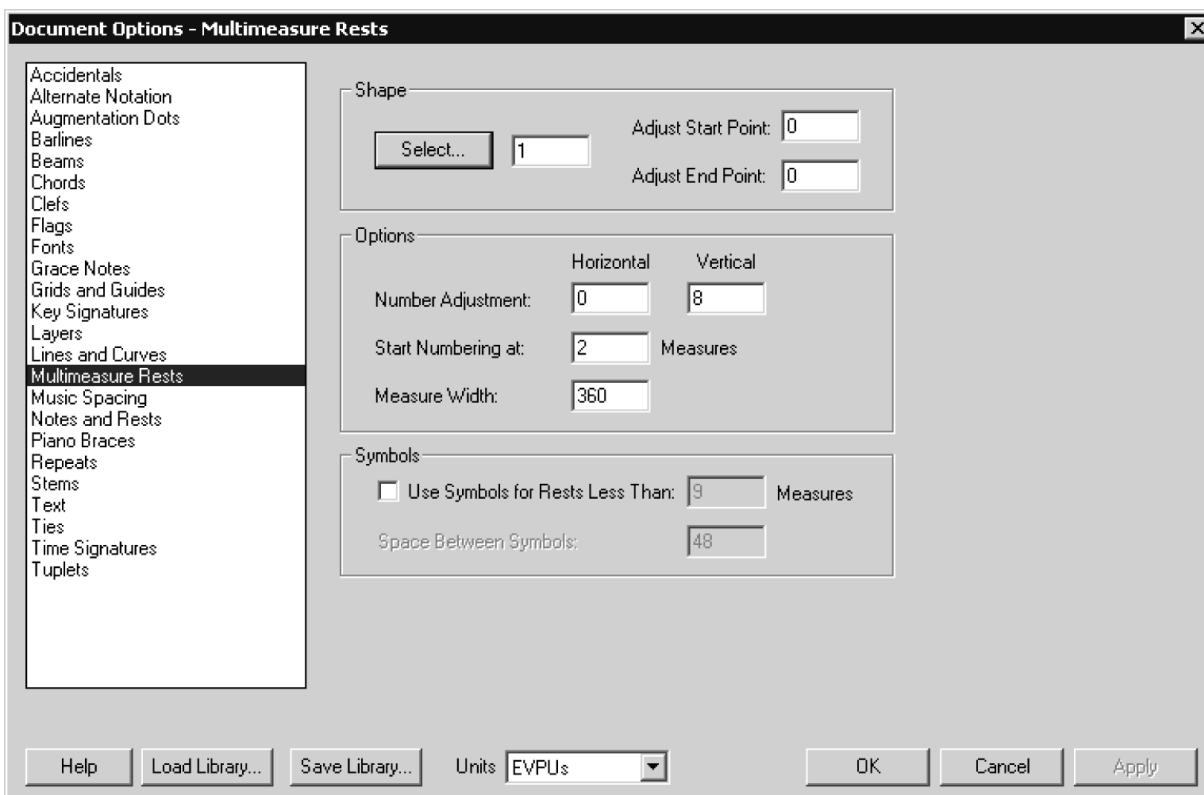 Document Options - Multimeasure Rests
Accidentals
Alternate Notation
Augmentation Dots
Barlines
Beams
Chords
Clefs
Flags
Fonts
Grace Notes
Grids and Guides
Key Signatures
Layers
Lines and Curves
Multimeasure Rests
Music Spacing
Notes and Rests
Piano Braces
Repeats
Stems
Text
Ties
Time Signatures
Tuplets
Shape
Select... 1 Adjust Start Point: 0
Adjust End Point: 0
Options
Horizontal Vertical
Number Adjustment: 0 8
Start Numbering at: 2 Measures
Measure Width: 360
Symbols
Use Symbols for Rests Less Than: 9 Measures
Space Between Symbols: 48
Help Load Library... Save Library... Units EVPUs OK Cancel Apply